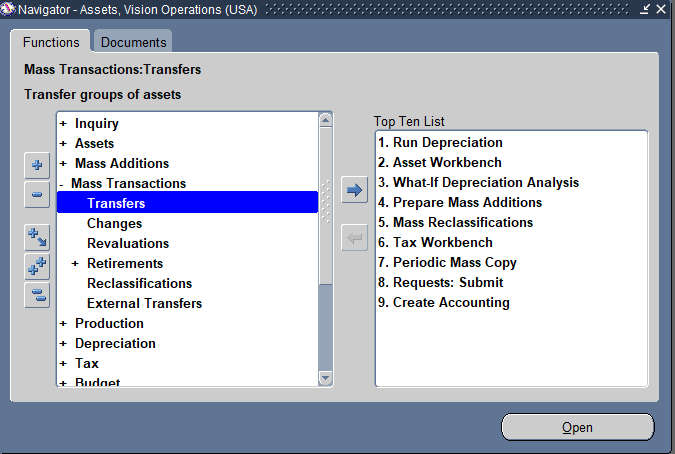 Navigator - Assets, Vision Operations (USA)
Functions
Documents
Mass Transactions:Transfers
Transfer groups of assets
+ Inquiry
+ Assets
+ Mass Additions
- Mass Transactions
Transfers
Changes
Revaluations
+ Retirements
Reclassifications
External Transfers
+ Production
+ Depreciation
+ Tax
+ Budget
Top Ten List
1. Run Depreciation
2. Asset Workbench
3. What-If Depreciation Analysis
4. Prepare Mass Additions
5. Mass Reclassifications
6. Tax Workbench
7. Periodic Mass Copy
8. Requests: Submit
9. Create Accounting
Open